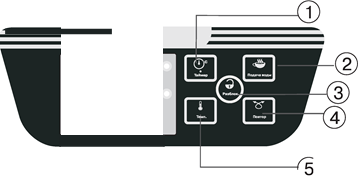 1
Таймер
2
Подача воды
3
Разблок.
4
Повтор
5
Темп.